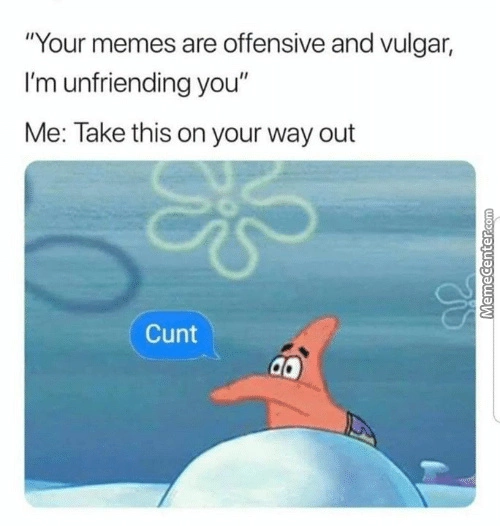 "Your memes are offensive and vulgar,
I'm unfriending you"
Me: Take this on your way out
Cunt
MemeCenter.com